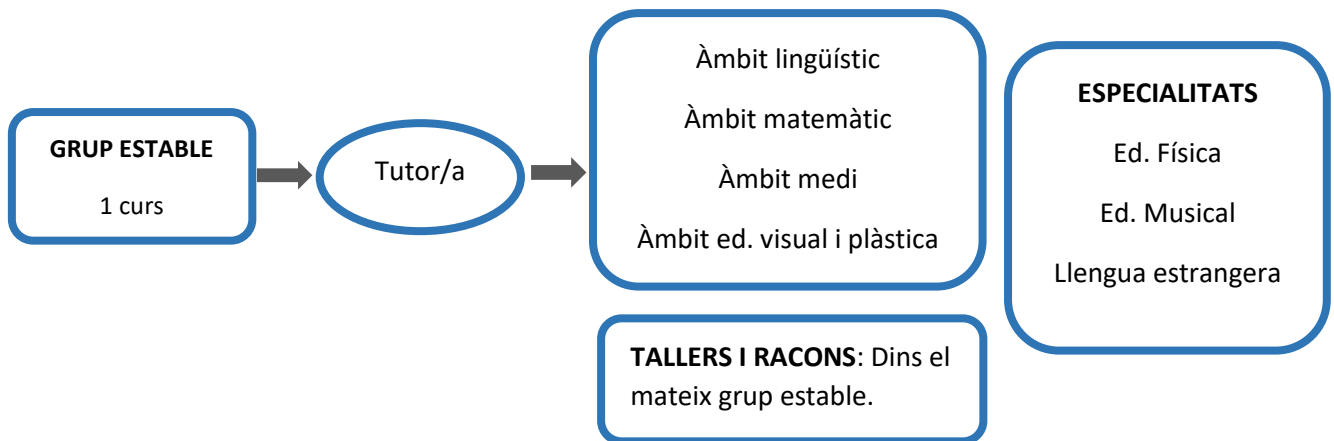 GRUP ESTABLE
1 curs
Tutor/a
Àmbit lingüístic
Àmbit matemàtic
Àmbit medi
Àmbit ed. visual i plàstica
TALLERS I RACONS: Dins el
mateix grup estable.
ESPECIALITATS
Ed. Física
Ed. Musical
Llengua estrangera